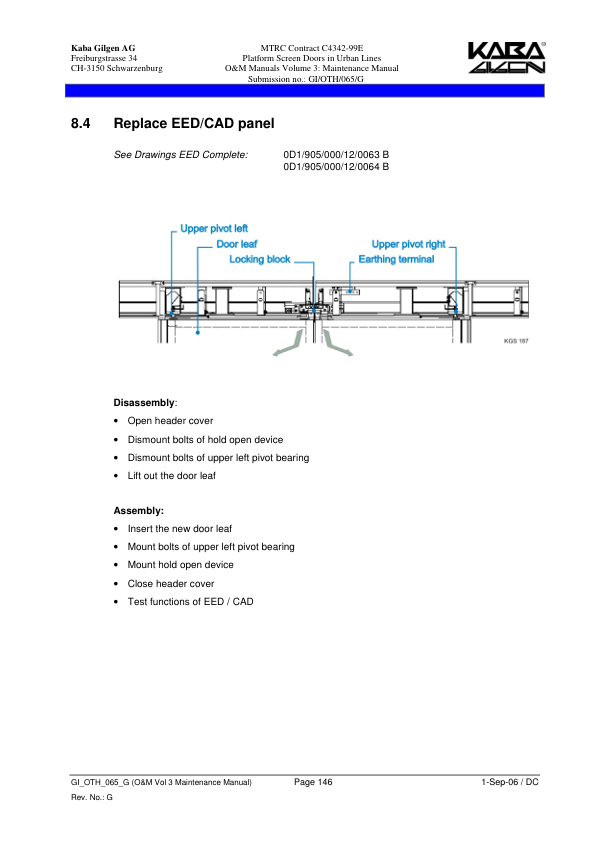 Kaba Gilgen AG
Freiburgstrasse 34
CH-3150 Schwarzenburg
MTRC Contract C4342-99E
Platform Screen Doors in Urban Lines
O&M Manuals Volume 3: Maintenance Manual
Submission no.: GI/OTH/065/G
KABA®
GILGEN
8.4 Replace EED/CAD panel
See Drawings EED Complete: 0D1/905/000/12/0063 B
0D1/905/000/12/0064 B
Upper pivot left
Door leaf
Upper pivot right
Locking block
Earthing terminal
KGS 187
Disassembly:
• Open header cover
• Dismount bolts of hold open device
• Dismount bolts of upper left pivot bearing
• Lift out the door leaf
Assembly:
• Insert the new door leaf
• Mount bolts of upper left pivot bearing
• Mount hold open device
• Close header cover
• Test functions of EED / CAD
GI_OTH_065_G (O&M Vol 3 Maintenance Manual) Page 146 1-Sep-06 / DC
Rev. No.: G